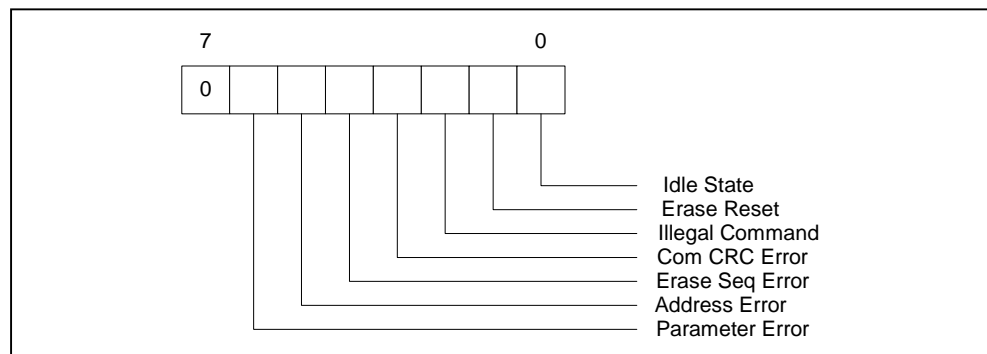 7 0
0
Idle State
Erase Reset
Illegal Command
Com CRC Error
Erase Seq Error
Address Error
Parameter Error